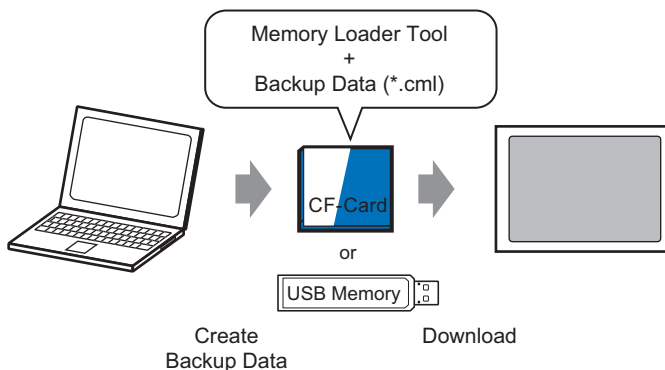 Memory Loader Tool
+
Backup Data (*.cml)
CF-Card
or
USB Memory
Create
Backup Data
Download